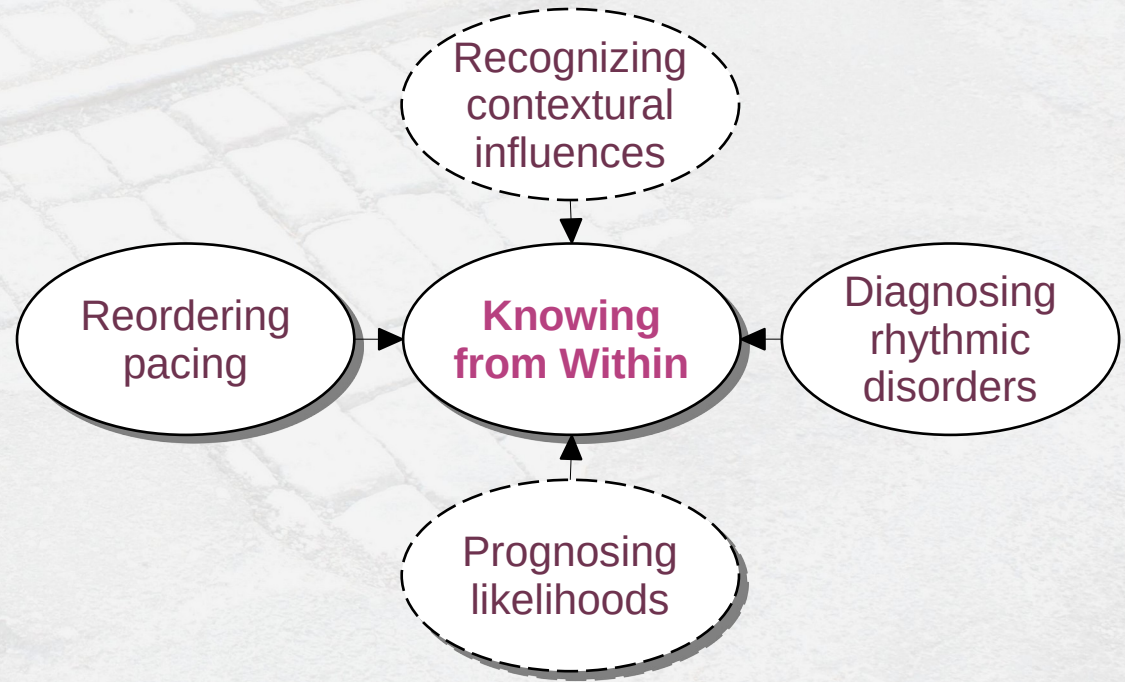 Recognizing
contextural
influences
Reordering
pacing
Knowing
from Within
Diagnosing
rhythmic
disorders
Prognosing
likelihoods